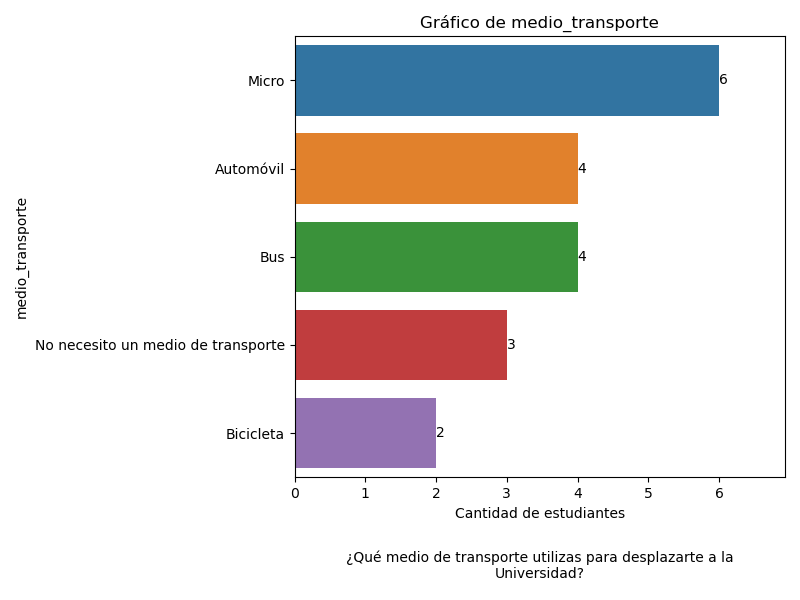 Gráfico de medio_transporte
medio_transporte
Micro
6
Automóvil
4
Bus
4
No necesito un medio de transporte
3
Bicicleta
2
0 1 2 3 4 5 6
Cantidad de estudiantes
¿Qué medio de transporte utilizas para desplazarte a la
Universidad?